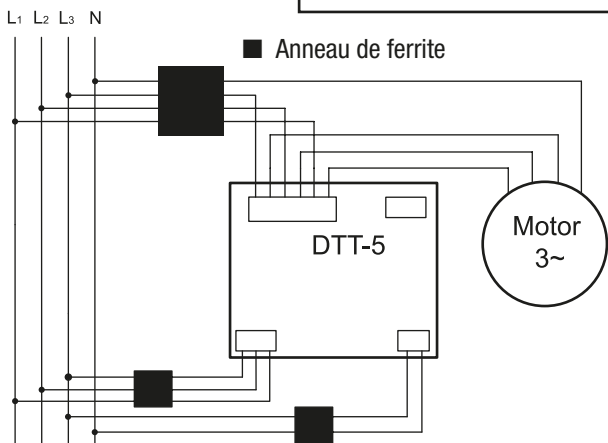 L1 L2 L3 N
■ Anneau de ferrite
DTT-5
Motor
3~